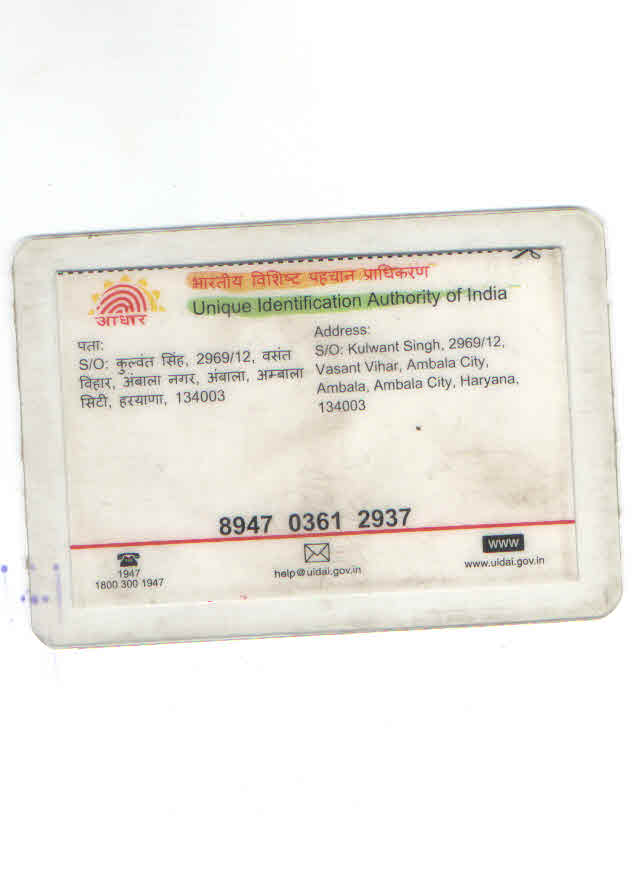 भारतीय विशिष्ट पहचान प्राधिकरण
Unique Identification Authority of India
आधार
पता:
S/O: कुलवंत सिंह, 2969/12, वसंत
विहार, अंबाला नगर, अंबाला, अम्बाला
सिटी, हरयाणा, 134003
Address:
S/O: Kulwant Singh, 2969/12,
Vasant Vihar, Ambala City,
Ambala, Ambala City, Haryana,
134003
8947 0361 2937
1947
1800 300 1947
help@uidai.gov.in
WWW
www.uidai.gov.in